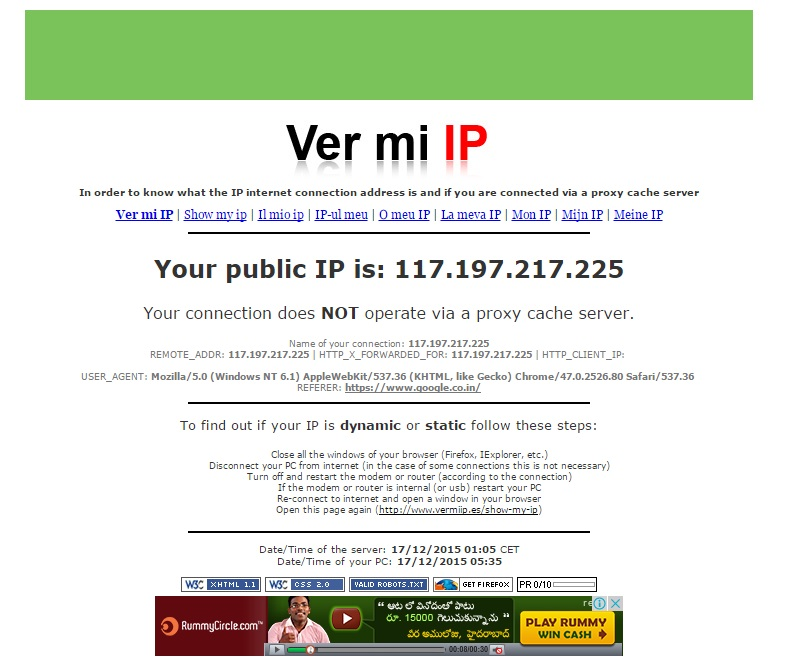 Ver mi IP
In order to know what the IP internet connection address is and if you are connected via a proxy cache server
Ver mi IP | Show my ip | Il mio ip | IP-ul meu | O meu IP | La meva IP | Mon IP | Mijn IP | Meine IP
Your public IP is: 117.197.217.225
Your connection does NOT operate via a proxy cache server.
Name of your connection: 117.197.217.225
REMOTE_ADDR: 117.197.217.225 | HTTP_X_FORWARDED_FOR: 117.197.217.225 | HTTP_CLIENT_IP:
USER_AGENT: Mozilla/5.0 (Windows NT 6.1) AppleWebKit/537.36 (KHTML, like Gecko) Chrome/47.0.2526.80 Safari/537.36
REFERER: https://www.google.co.in/
To find out if your IP is dynamic or static follow these steps:
Close all the windows of your browser (Firefox, IExplorer, etc.)
Disconnect your PC from internet (in the case of some connections this is not necessary)
Turn off and restart the modem or router (according to the connection)
If the modem or router is internal (or usb) restart your PC
Re-connect to internet and open a window in your browser
Open this page again (http://www.vermiip.es/show-my-ip)
Date/Time of the server: 17/12/2015 01:05 CET
Date/Time of your PC: 17/12/2015 05:35
W3C XHTML 1.1 W3C CSS 2.0 VALID ROBOTS.TXT GET FIREFOX PR 0/10
RummyCircle.com™
“ ఆట లో వినోదంతో పాటు
రు. 15000 గెలుచుకున్నాను ”
వీర అములోజు, హైదరాబాద్
00:08/00:30
re
PLAY RUMMY
WIN CASH